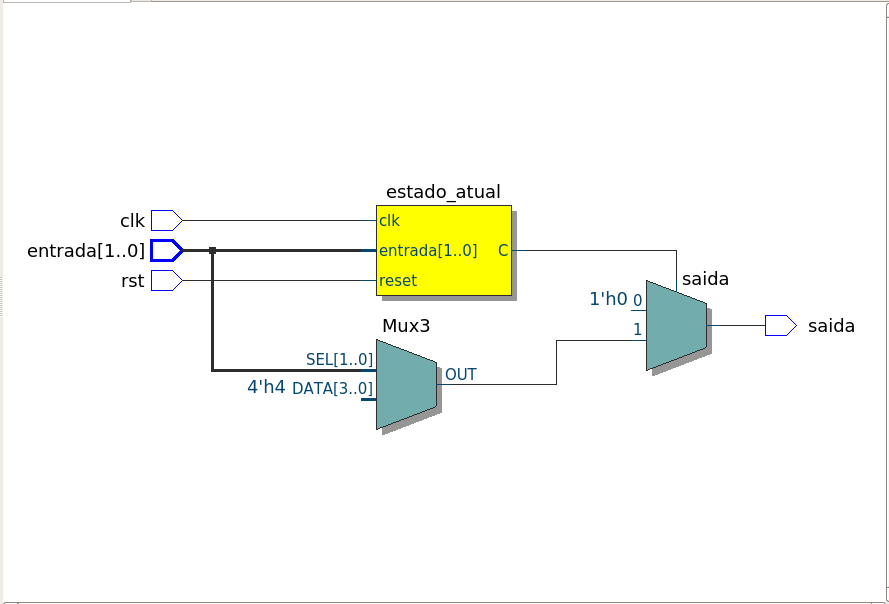 estado_atual
clk
clk
entrada[1..0]
entrada[1..0]
C
rst
reset
saida
1'h0
0
1
saida
Mux3
SEL[1..0]
OUT
4'h4
DATA[3..0]